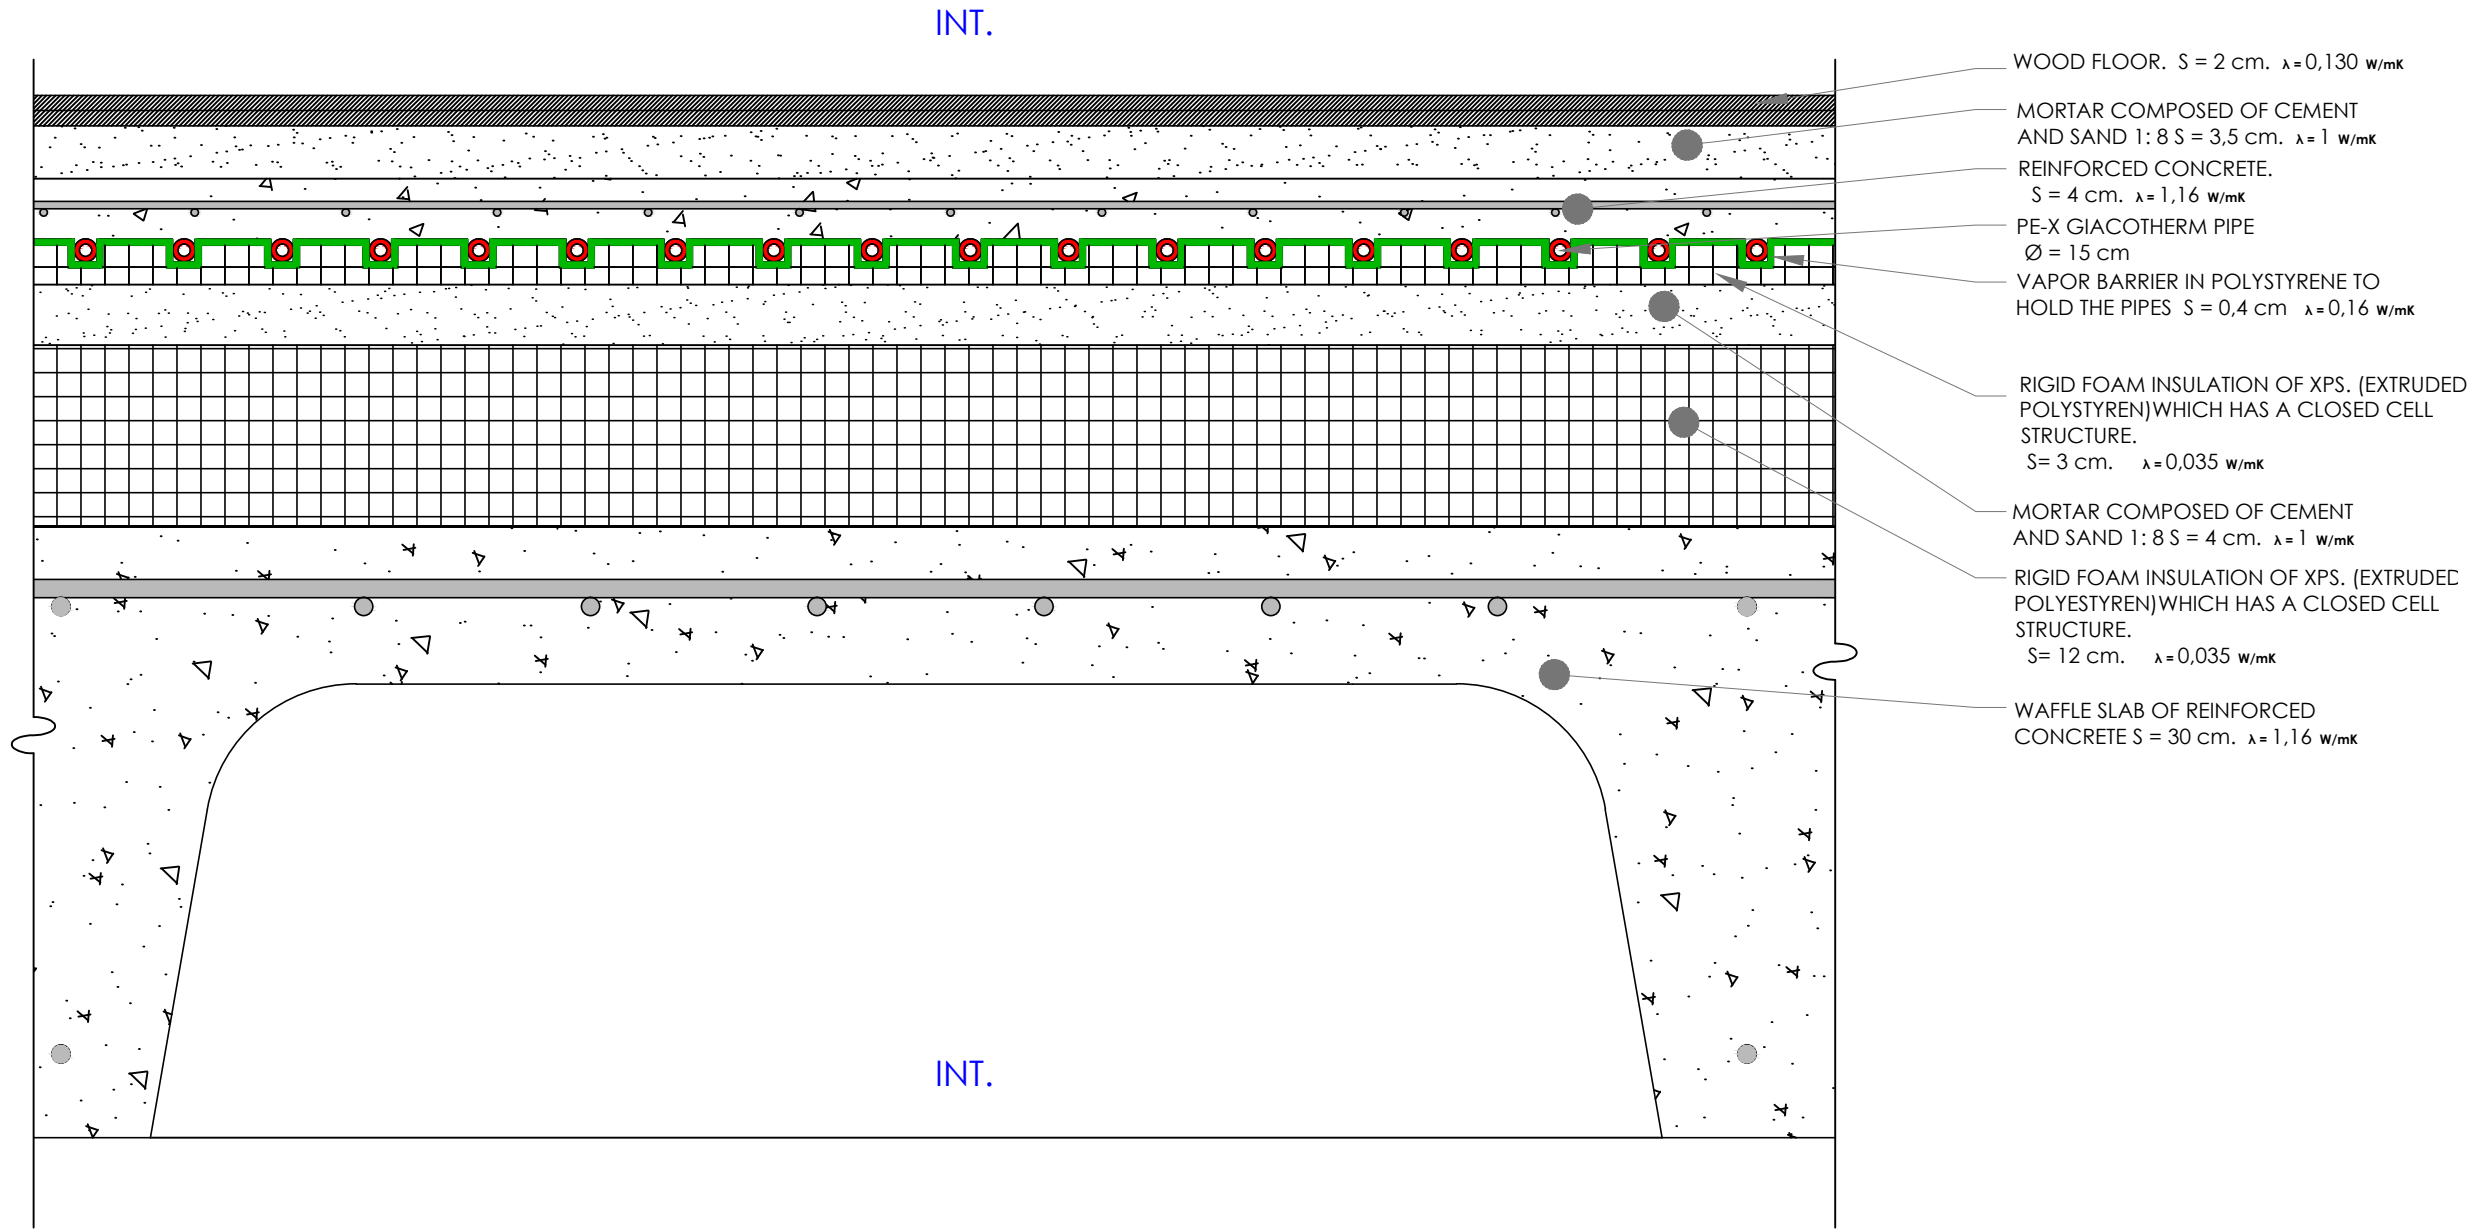 INT.
WOOD FLOOR. S = 2 cm. λ = 0,130 W/mK
MORTAR COMPOSED OF CEMENT
AND SAND 1: 8 S = 3,5 cm. λ = 1 W/mK
REINFORCED CONCRETE.
S = 4 cm. λ = 1,16 W/mK
PE-X GIACOTHERM PIPE
Ø = 15 cm
VAPOR BARRIER IN POLYSTYRENE TO
HOLD THE PIPES S = 0,4 cm λ = 0,16 W/mK
RIGID FOAM INSULATION OF XPS. (EXTRUDED
POLYSTYREN)WHICH HAS A CLOSED CELL
STRUCTURE.
S= 3 cm. λ = 0,035 W/mK
MORTAR COMPOSED OF CEMENT
AND SAND 1: 8 S = 4 cm. λ = 1 W/mK
RIGID FOAM INSULATION OF XPS. (EXTRUDED
POLYESTYREN)WHICH HAS A CLOSED CELL
STRUCTURE.
S= 12 cm. λ = 0,035 W/mK
WAFFLE SLAB OF REINFORCED
CONCRETE S = 30 cm. λ = 1,16 W/mK
INT.